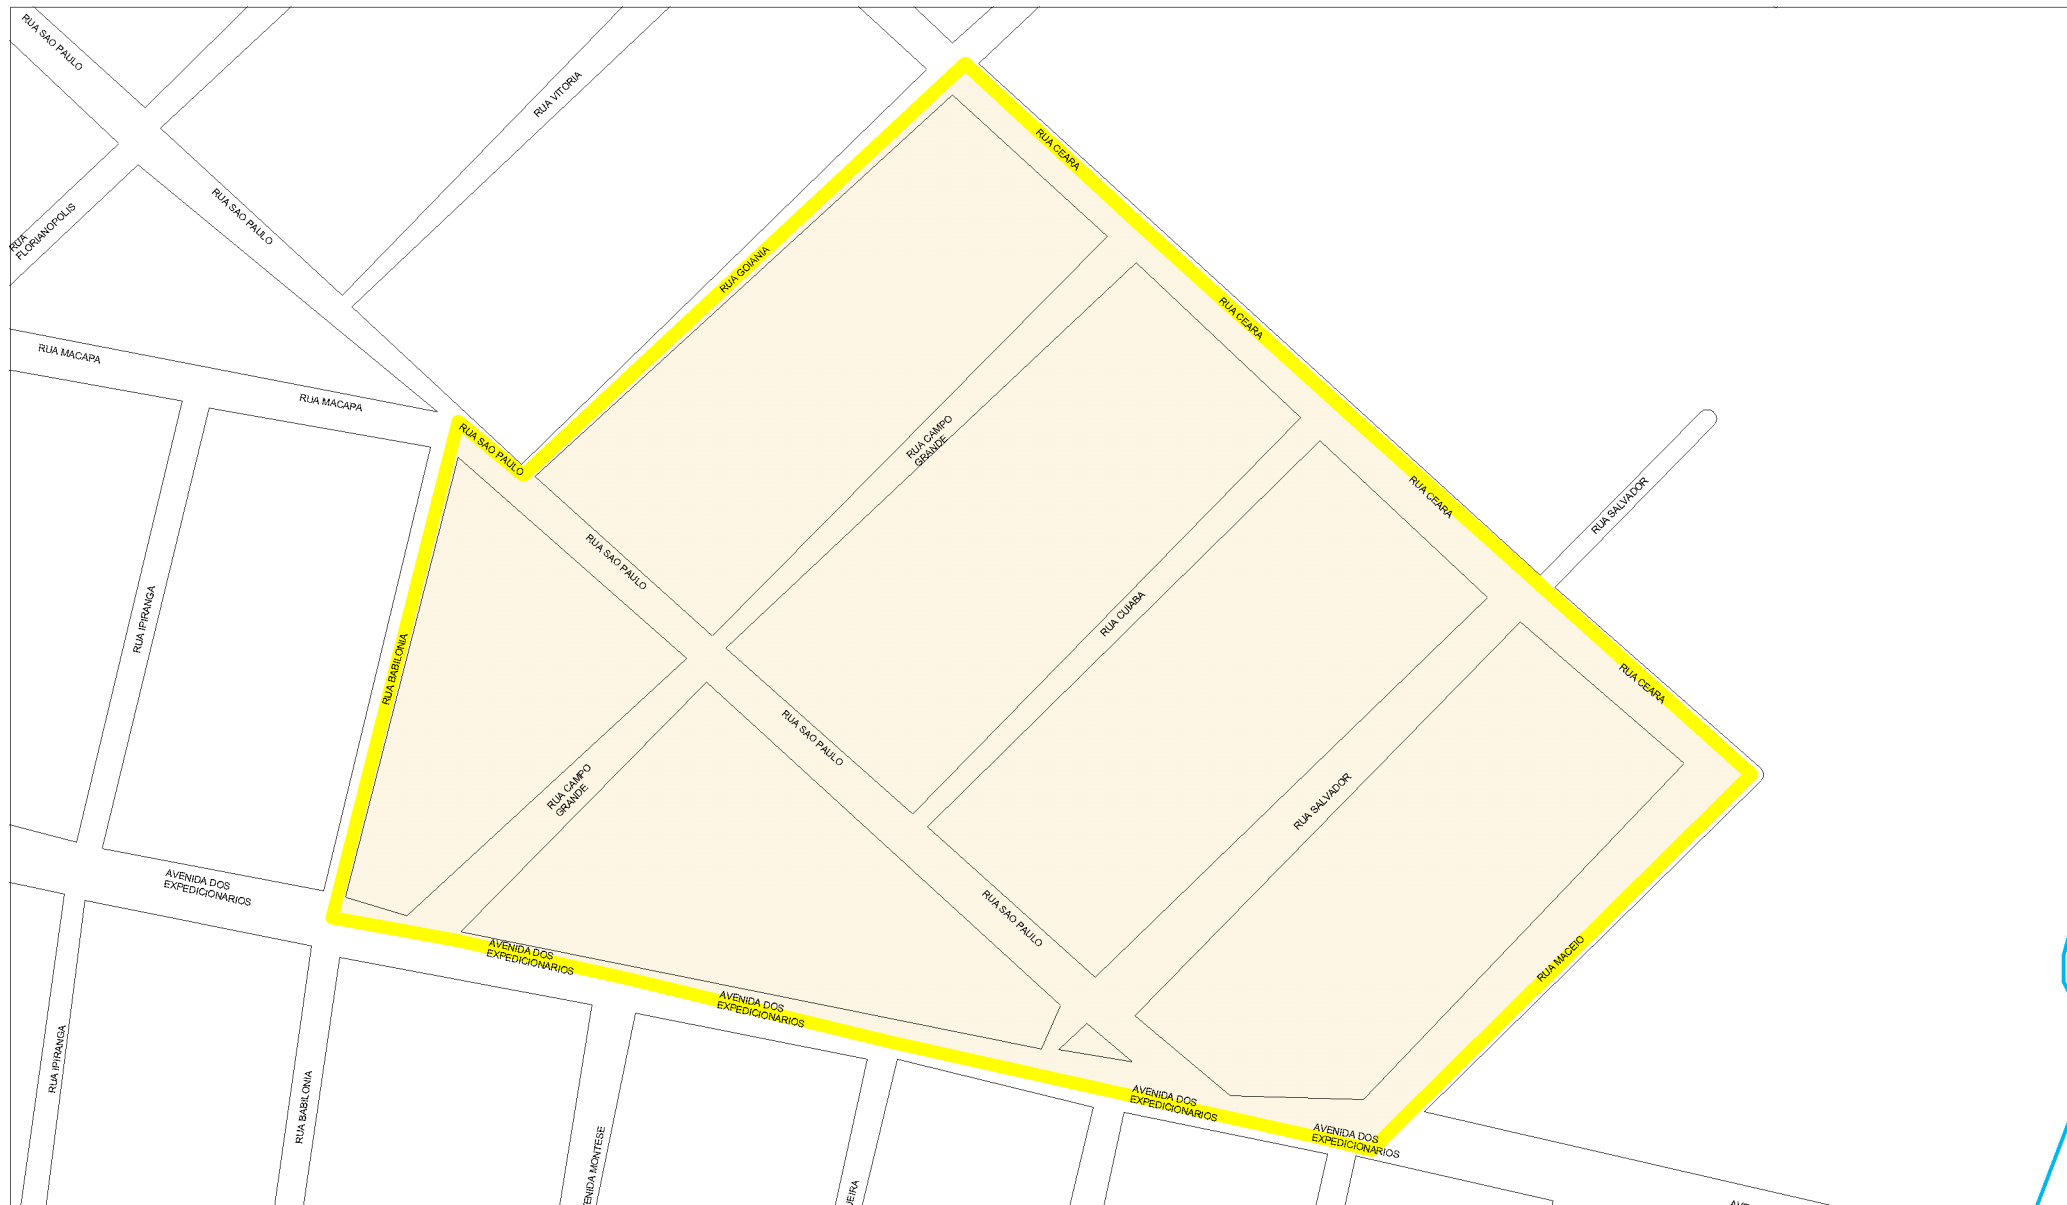 RUA SAO PAULO
RUA VITORIA
RUA CEARA
RUA SAO PAULO
RUA
FLORIANOPOLIS
RUA GOIANIA
RUA CEARA
RUA MACAPA
RUA MACAPA
RUA SAO PAULO
RUA CAMPO
GRANDE
RUA CEARA
RUA SALVADOR
RUA SAO PAULO
RUA IPIRANGA
RUA CUIABA
RUA BABILONIA
RUA CEARA
RUA SAO PAULO
RUA CAMPO
GRANDE
RUA SALVADOR
AVENIDA DOS
EXPEDICIONARIOS
RUA SAO PAULO
AVENIDA DOS
EXPEDICIONARIOS
RUA MACEIO
AVENIDA DOS
EXPEDICIONARIOS
RUA IPIRANGA
RUA BABILONIA
AVENIDA DOS
EXPEDICIONARIOS
AVENIDA DOS
EXPEDICIONARIOS
ENIDA MONTESE
EIRA